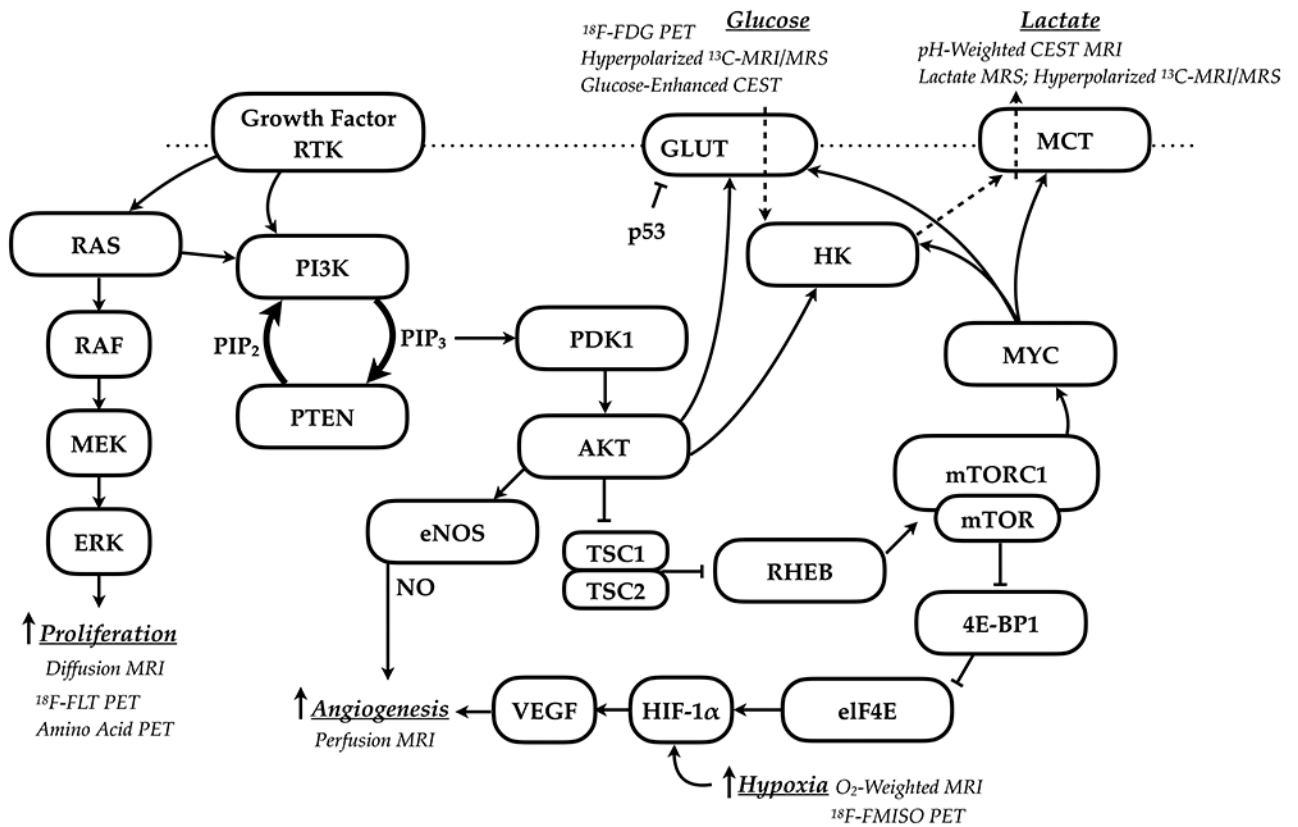 Glucose
¹⁸F-FDG PET
Hyperpolarized ¹³C-MRI/MRS
Glucose-Enhanced CEST
Lactate
pH-Weighted CEST MRI
Lactate MRS; Hyperpolarized ¹³C-MRI/MRS
Growth Factor
RTK
GLUT
MCT
p53
RAS
PI3K
HK
RAF
PIP₂
PIP₃
PDK1
MYC
PTEN
MEK
AKT
mTORC1
mTOR
ERK
eNOS
TSC1
TSC2
RHEB
NO
4E-BP1
↑ Proliferation
Diffusion MRI
¹⁸F-FLT PET
Amino Acid PET
↑ Angiogenesis
Perfusion MRI
VEGF
HIF-1α
eIF4E
↑ Hypoxia O₂-Weighted MRI
¹⁸F-FMISO PET